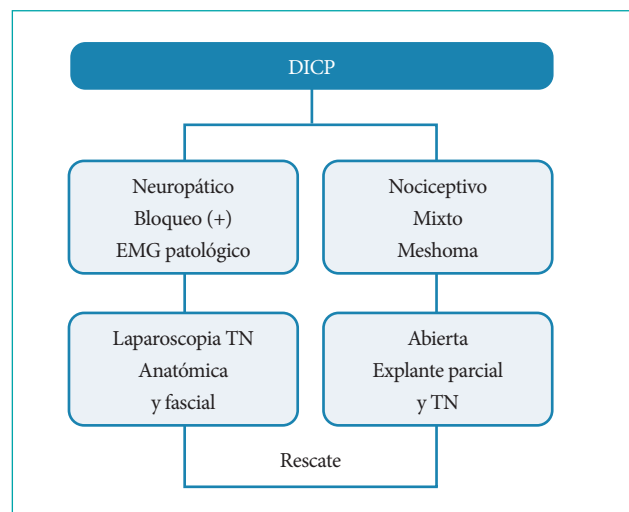 DICP
Neuropático
Bloqueo (+)
EMG patológico
Nociceptivo
Mixto
Meshoma
Laparoscopia TN
Anatómica
y fascial
Abierta
Explante parcial
y TN
Rescate